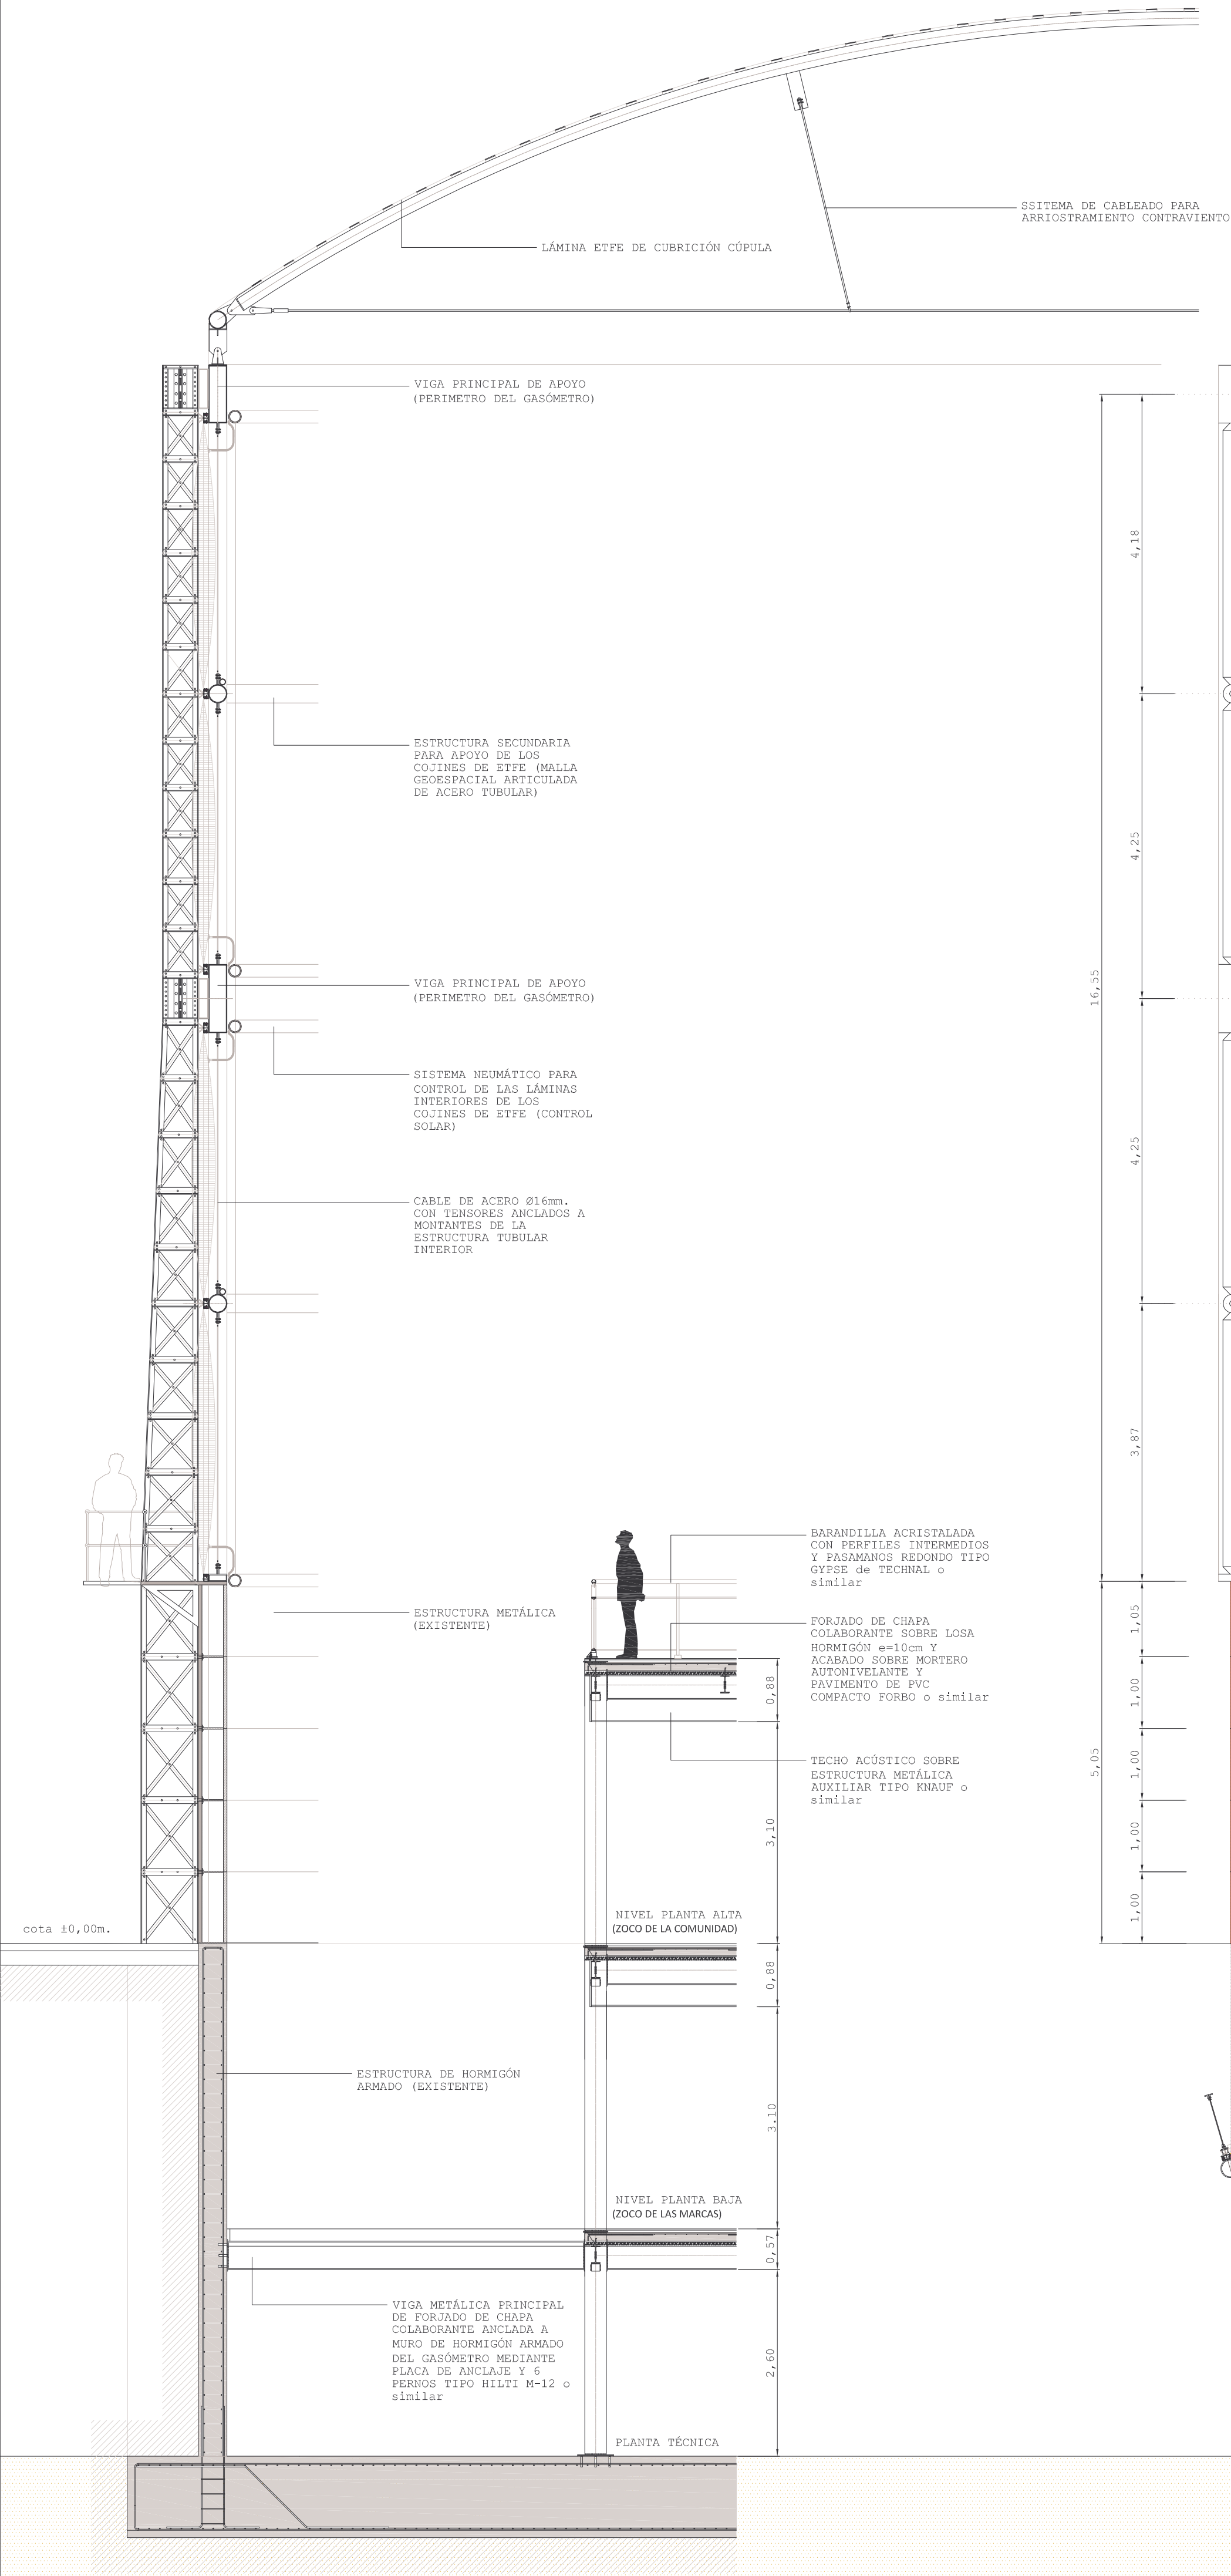 SSITEMA DE CABLEADO PARA
ARRIOSTRAMIENTO CONTRAVIENTO
LÁMINA ETFE DE CUBRICIÓN CÚPULA
VIGA PRINCIPAL DE APOYO
(PERIMETRO DEL GASÓMETRO)
4,18
ESTRUCTURA SECUNDARIA
PARA APOYO DE LOS
COJINES DE ETFE (MALLA
GEOESPACIAL ARTICULADA
DE ACERO TUBULAR)
4,25
VIGA PRINCIPAL DE APOYO
(PERIMETRO DEL GASÓMETRO)
16,55
SISTEMA NEUMÁTICO PARA
CONTROL DE LAS LÁMINAS
INTERIORES DE LOS
COJINES DE ETFE (CONTROL
SOLAR)
4,25
CABLE DE ACERO Ø16mm.
CON TENSORES ANCLADOS A
MONTANTES DE LA
ESTRUCTURA TUBULAR
INTERIOR
3,87
BARANDILLA ACRISTALADA
CON PERFILES INTERMEDIOS
Y PASAMANOS REDONDO TIPO
GYPSE de TECHNAL o
similar
ESTRUCTURA METÁLICA
(EXISTENTE)
FORJADO DE CHAPA
COLABORANTE SOBRE LOSA
HORMIGÓN e=10cm Y
ACABADO SOBRE MORTERO
AUTONIVELANTE Y
PAVIMENTO DE PVC
COMPACTO FORBO o similar
1,05
0,88
1,00
TECHO ACÚSTICO SOBRE
ESTRUCTURA METÁLICA
AUXILIAR TIPO KNAUF o
similar
5,05
1,00
3,10
1,00
1,00
NIVEL PLANTA ALTA
(ZOCO DE LA COMUNIDAD)
cota ±0,00m.
0,88
ESTRUCTURA DE HORMIGÓN
ARMADO (EXISTENTE)
3.10
NIVEL PLANTA BAJA
(ZOCO DE LAS MARCAS)
0,57
VIGA METÁLICA PRINCIPAL
DE FORJADO DE CHAPA
COLABORANTE ANCLADA A
MURO DE HORMIGÓN ARMADO
DEL GASÓMETRO MEDIANTE
PLACA DE ANCLAJE Y 6
PERNOS TIPO HILTI M-12 o
similar
2,60
PLANTA TÉCNICA